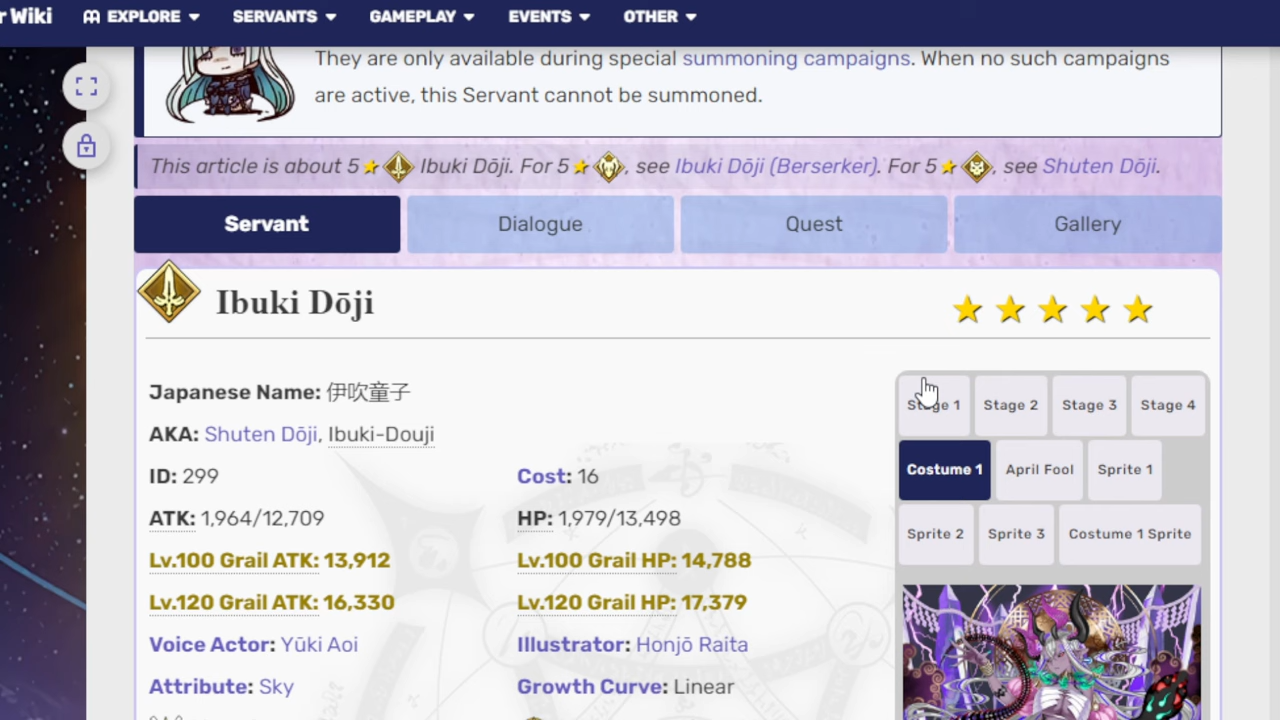 r Wiki EXPLORE SERVANTS GAMEPLAY EVENTS OTHER
They are only available during special summoning campaigns. When no such campaigns
are active, this Servant cannot be summoned.
This article is about 5 Ibuki Dōji. For 5 , see Ibuki Dōji (Berserker). For 5 , see Shuten Dōji.
Servant Dialogue Quest Gallery
Ibuki Dōji
Japanese Name: 伊吹童子
AKA: Shuten Dōji, Ibuki-Douji
ID: 299 Cost: 16
ATK: 1,964/12,709 HP: 1,979/13,498
Lv.100 Grail ATK: 13,912 Lv.100 Grail HP: 14,788
Lv.120 Grail ATK: 16,330 Lv.120 Grail HP: 17,379
Voice Actor: Yūki Aoi Illustrator: Honjō Raita
Attribute: Sky Growth Curve: Linear
Stage 1 Stage 2 Stage 3 Stage 4
Costume 1 April Fool Sprite 1
Sprite 2 Sprite 3 Costume 1 Sprite